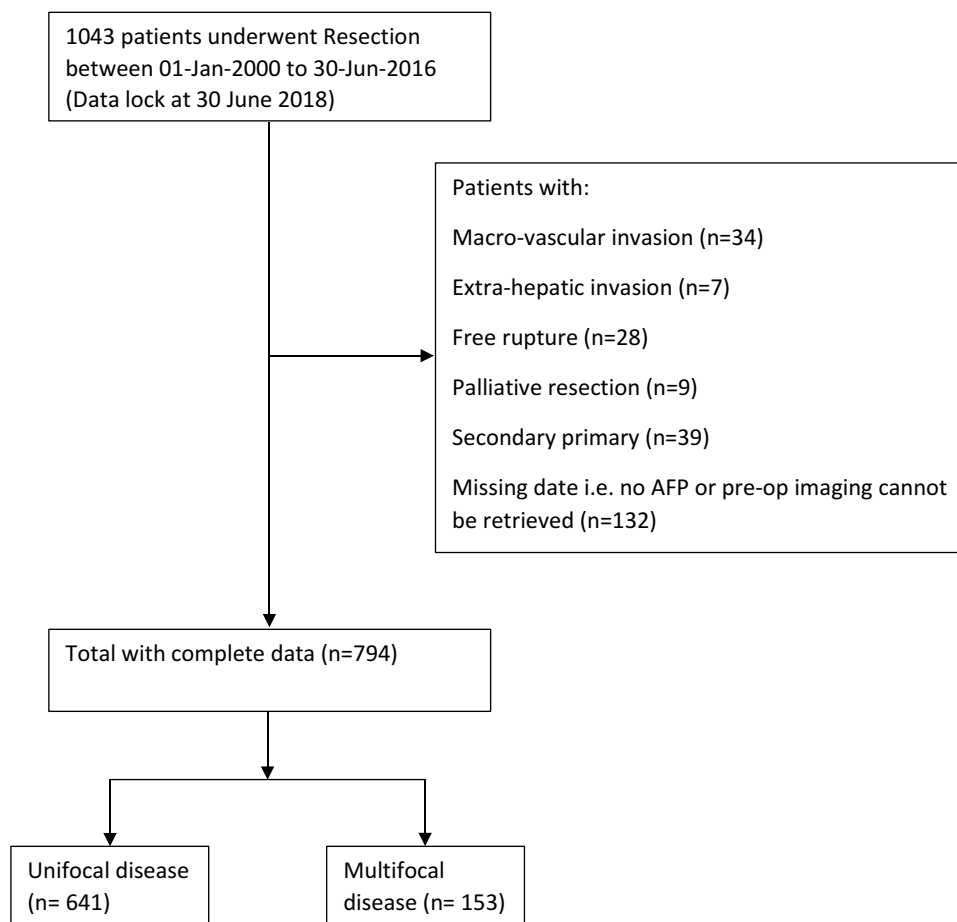 1043 patients underwent Resection
between 01-Jan-2000 to 30-Jun-2016
(Data lock at 30 June 2018)
Patients with:
Macro-vascular invasion (n=34)
Extra-hepatic invasion (n=7)
Free rupture (n=28)
Palliative resection (n=9)
Secondary primary (n=39)
Missing date i.e. no AFP or pre-op imaging cannot
be retrieved (n=132)
Total with complete data (n=794)
Unifocal disease
(n= 641)
Multifocal
disease (n= 153)